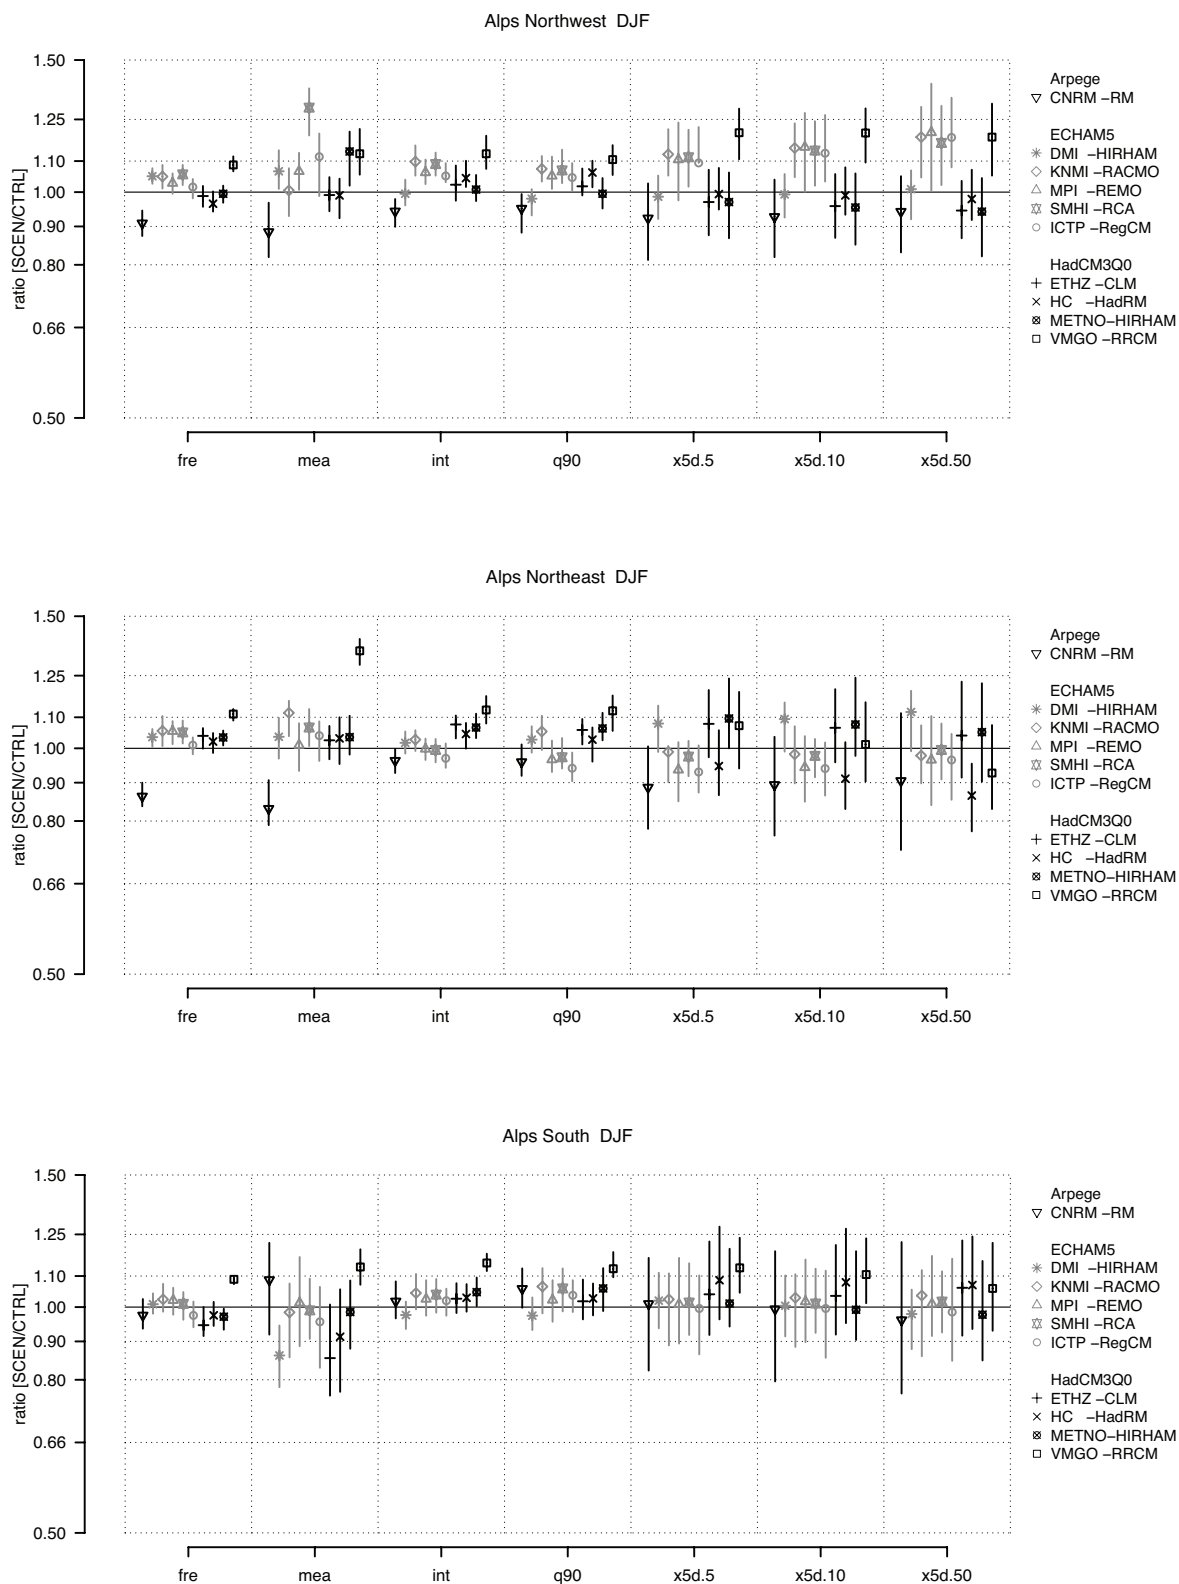 Alps Northwest DJF
ratio [SCEN/CTRL]
1.50
1.25
1.10
1.00
0.90
0.80
0.66
0.50
fre mea int q90 x5d.5 x5d.10 x5d.50
Arpege
CNRM −RM
ECHAM5
DMI −HIRHAM
KNMI −RACMO
MPI −REMO
SMHI −RCA
ICTP −RegCM
HadCM3Q0
ETHZ −CLM
HC −HadRM
METNO−HIRHAM
VMGO −RRCM
Alps Northeast DJF
ratio [SCEN/CTRL]
1.50
1.25
1.10
1.00
0.90
0.80
0.66
0.50
fre mea int q90 x5d.5 x5d.10 x5d.50
Arpege
CNRM −RM
ECHAM5
DMI −HIRHAM
KNMI −RACMO
MPI −REMO
SMHI −RCA
ICTP −RegCM
HadCM3Q0
ETHZ −CLM
HC −HadRM
METNO−HIRHAM
VMGO −RRCM
Alps South DJF
ratio [SCEN/CTRL]
1.50
1.25
1.10
1.00
0.90
0.80
0.66
0.50
fre mea int q90 x5d.5 x5d.10 x5d.50
Arpege
CNRM −RM
ECHAM5
DMI −HIRHAM
KNMI −RACMO
MPI −REMO
SMHI −RCA
ICTP −RegCM
HadCM3Q0
ETHZ −CLM
HC −HadRM
METNO−HIRHAM
VMGO −RRCM